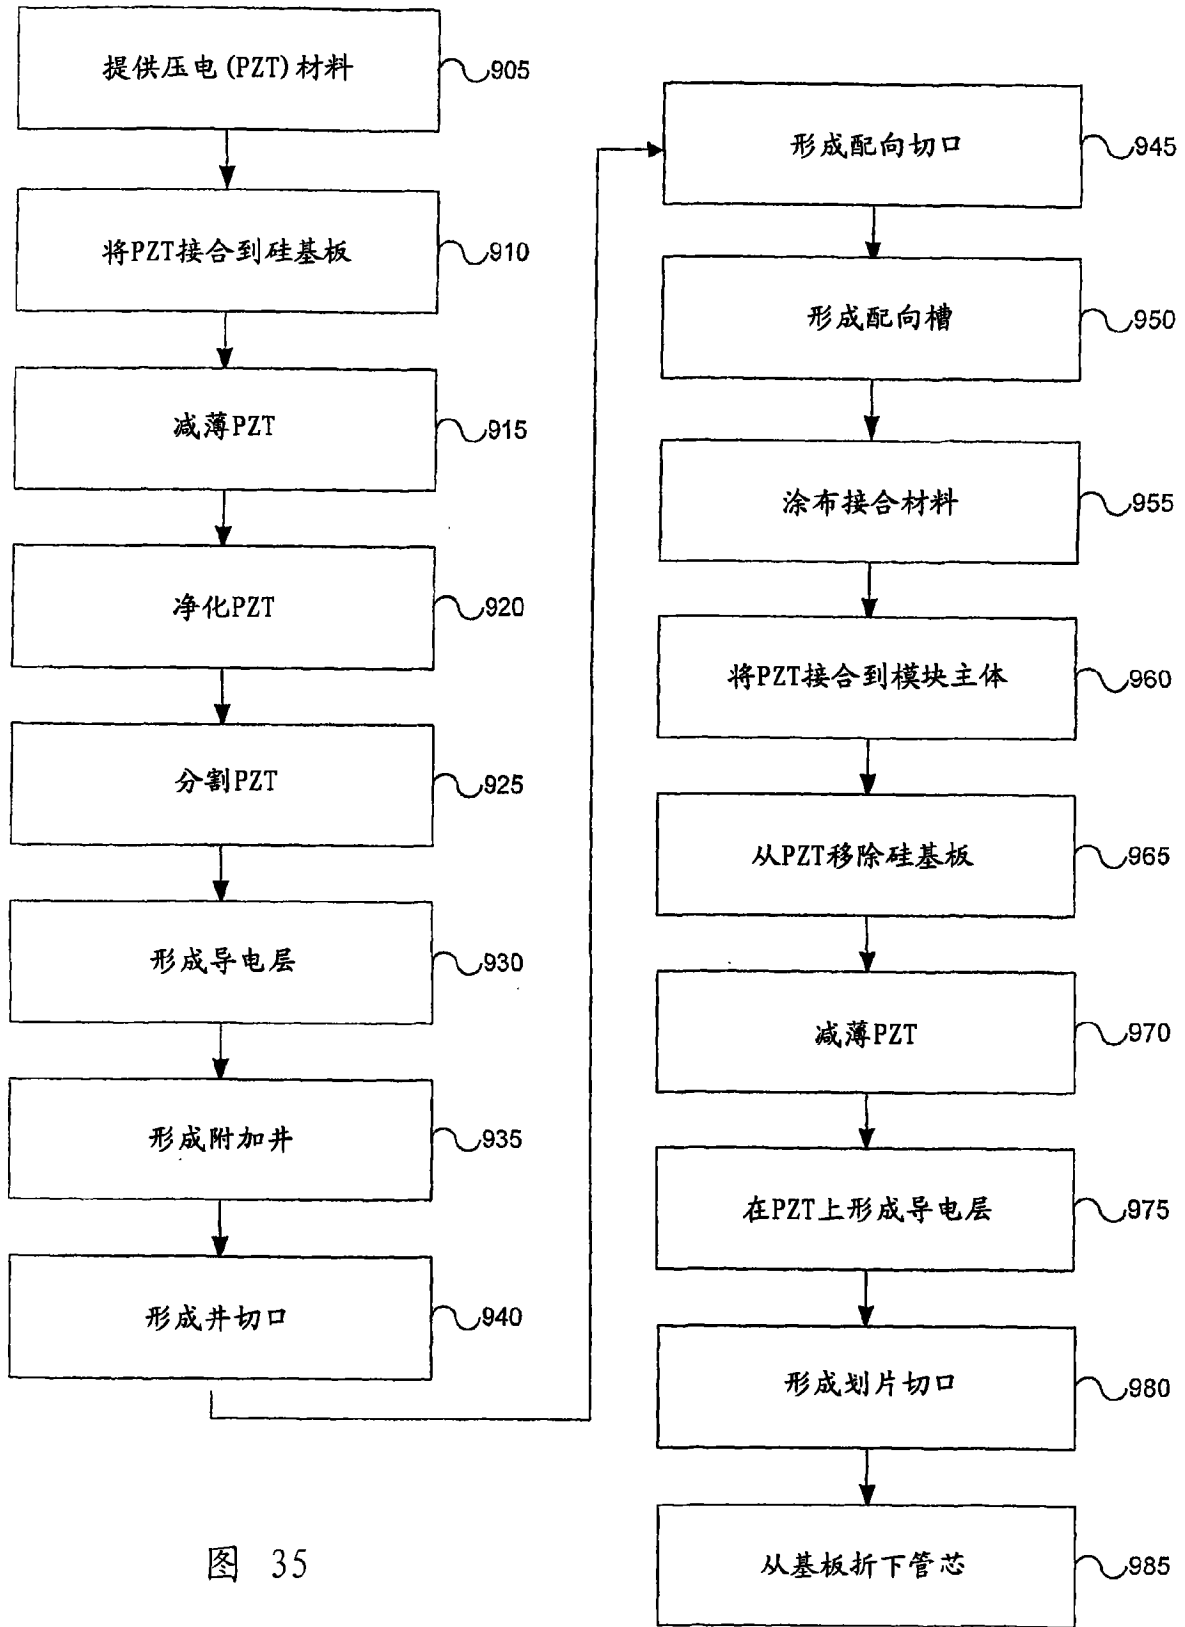 提供压电(PZT)材料
905
将PZT接合到硅基板
910
减薄PZT
915
净化PZT
920
分割PZT
925
形成导电层
930
形成附加井
935
形成井切口
940
形成配向切口
945
形成配向槽
950
涂布接合材料
955
将PZT接合到模块主体
960
从PZT移除硅基板
965
减薄PZT
970
在PZT上形成导电层
975
形成划片切口
980
从基板折下管芯
985
图 35